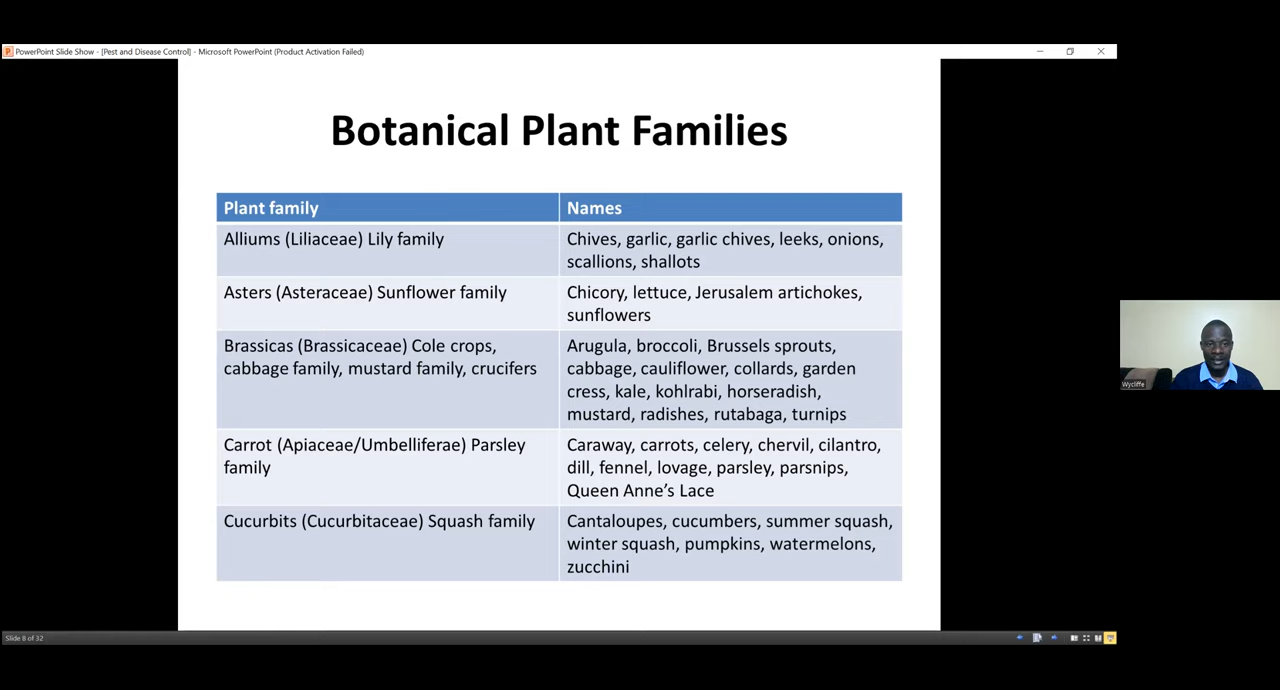 PowerPoint Slide Show - [Pest and Disease Control] - Microsoft PowerPoint (Product Activation Failed)
Botanical Plant Families
Plant family
Names
Alliums (Liliaceae) Lily family
Chives, garlic, garlic chives, leeks, onions,
scallions, shallots
Asters (Asteraceae) Sunflower family
Chicory, lettuce, Jerusalem artichokes,
sunflowers
Brassicas (Brassicaceae) Cole crops,
cabbage family, mustard family, crucifers
Arugula, broccoli, Brussels sprouts,
cabbage, cauliflower, collards, garden
cress, kale, kohlrabi, horseradish,
mustard, radishes, rutabaga, turnips
Carrot (Apiaceae/Umbelliferae) Parsley
family
Caraway, carrots, celery, chervil, cilantro,
dill, fennel, lovage, parsley, parsnips,
Queen Anne’s Lace
Cucurbits (Cucurbitaceae) Squash family
Cantaloupes, cucumbers, summer squash,
winter squash, pumpkins, watermelons,
zucchini
Wycliffe
Slide 8 of 32